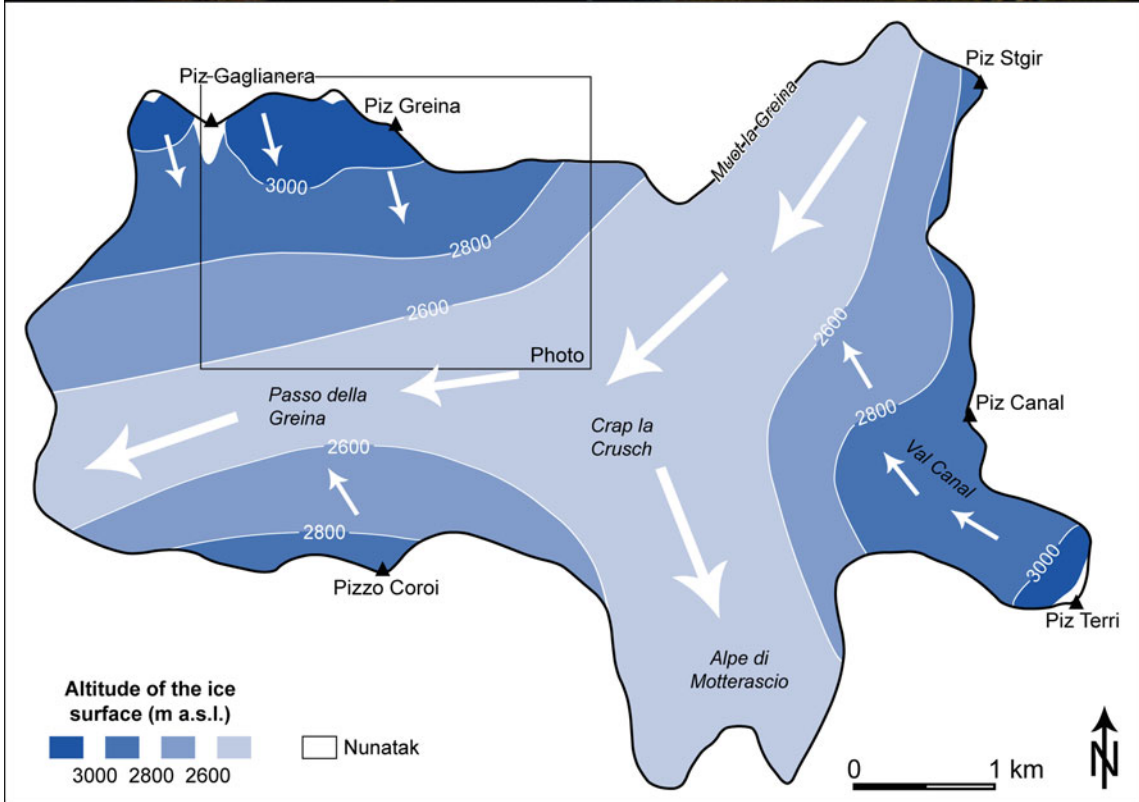 Piz Stgir
Piz Gaglianera
Piz Greina
Muot la Greina
3000
2800
2600
2600
Photo
Passo della
Greina
Piz Canal
2800
Crap la
Crusch
Val Canal
2600
2800
3000
Pizzo Coroi
Piz Terri
Alpe di
Motterascio
Altitude of the ice
surface (m a.s.l.)
Nunatak
3000 2800 2600
0 1 km
N